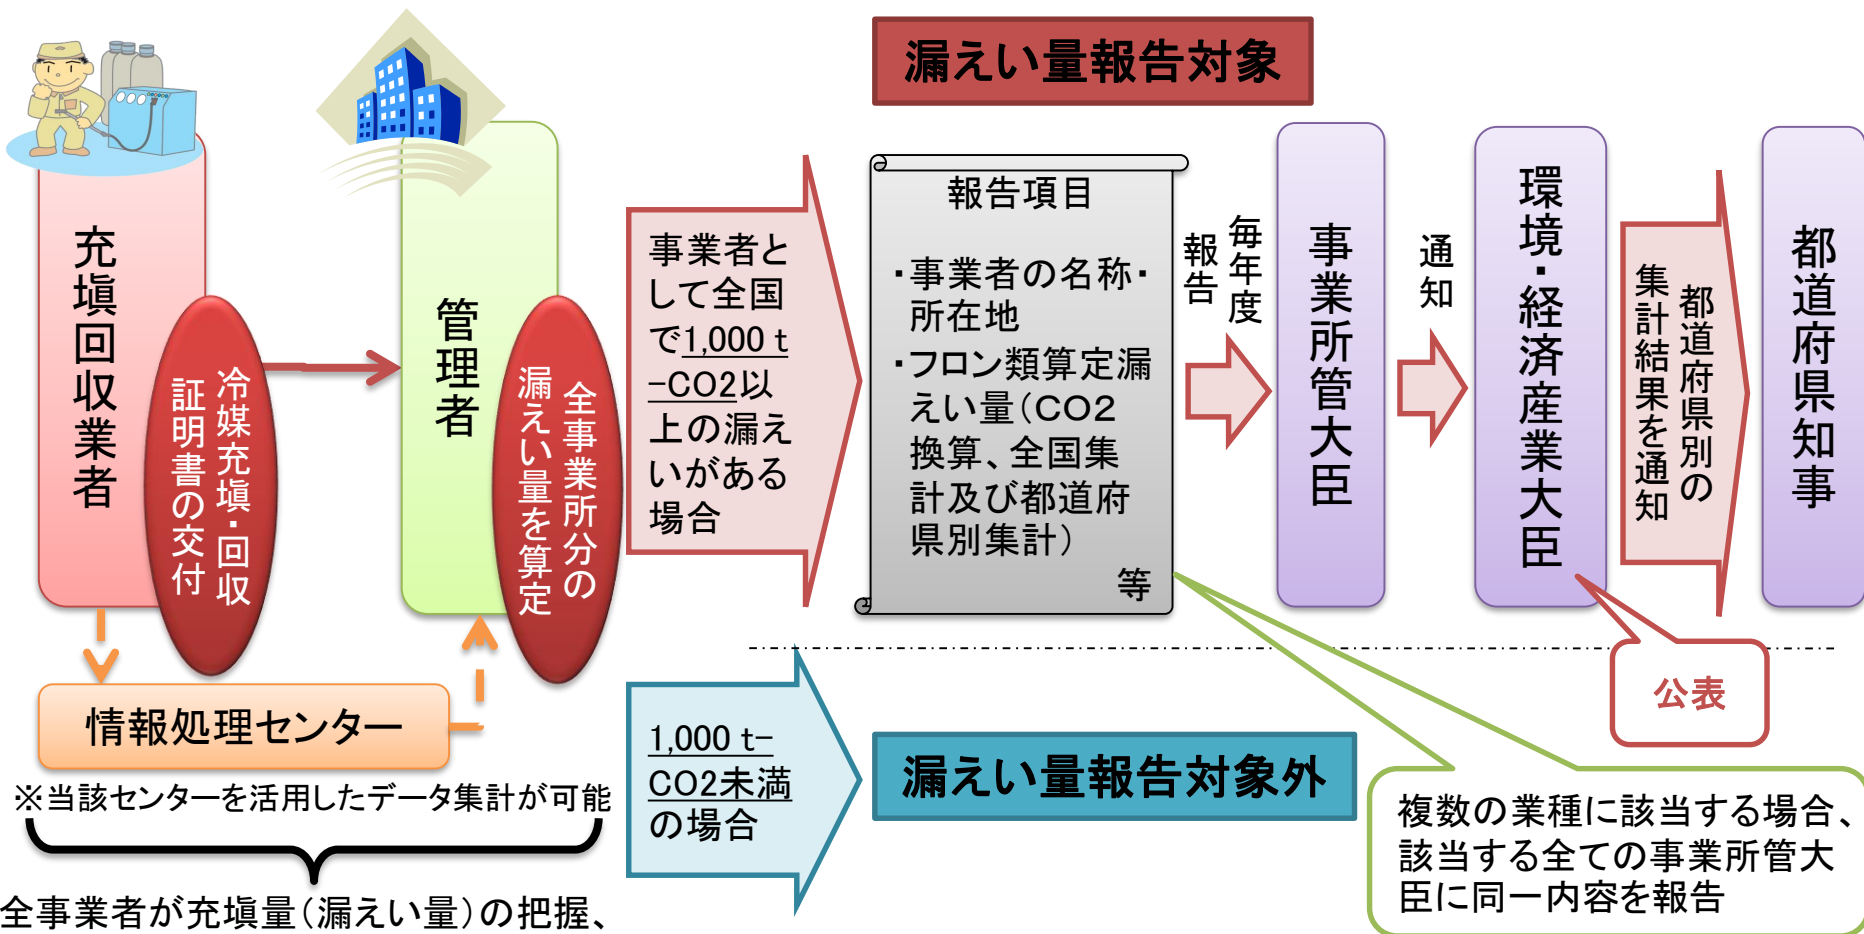 漏えい量報告対象
充塡回収業者
冷媒充塡・回収
証明書の交付
管理者
全事業所分の
漏えい量を算定
情報処理センター
※当該センターを活用したデータ集計が可能
全事業者が充塡量（漏えい量）の把握、
事業者と
して全国
で1,000 t
-CO2以
上の漏え
いがある
場合
報告項目
・事業者の名称・
所在地
・フロン類算定漏
えい量（CO2
換算、全国集
計及び都道府
県別集計）
等
毎年度
報告
事業所管大臣
通知
環境・経済産業大臣
都道府県別の
集計結果を通知
都道府県知事
公表
1,000 t-
CO2未満
の場合
漏えい量報告対象外
複数の業種に該当する場合、
該当する全ての事業所管大
臣に同一内容を報告